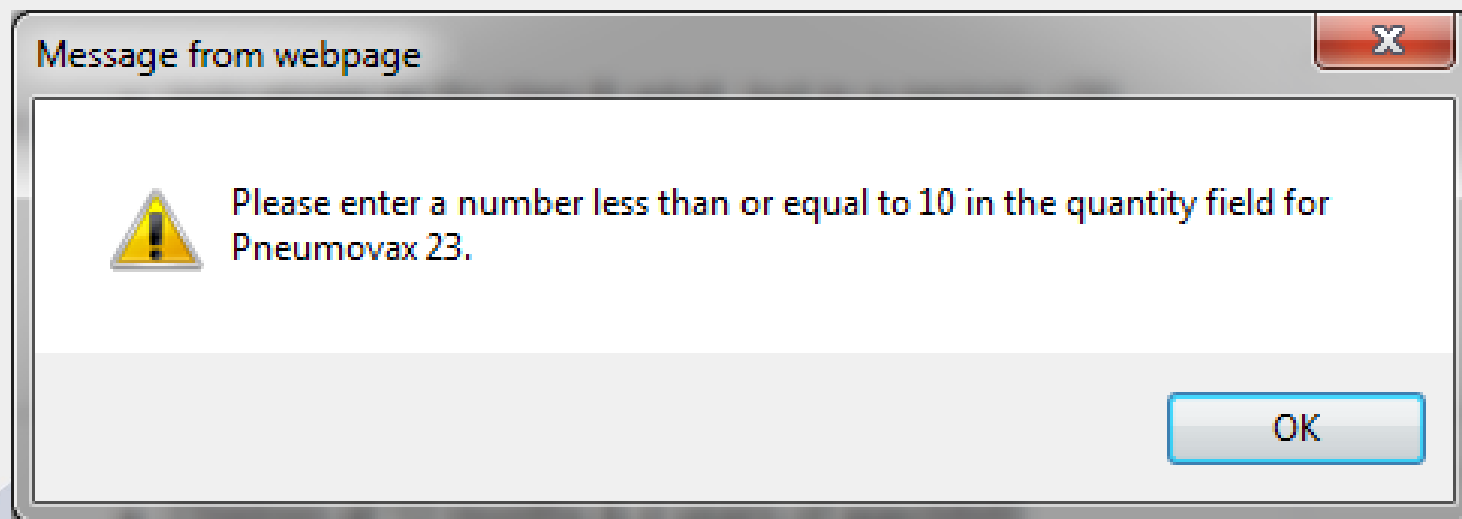 Message from webpage
Please enter a number less than or equal to 10 in the quantity field for
Pneumovax 23.
OK